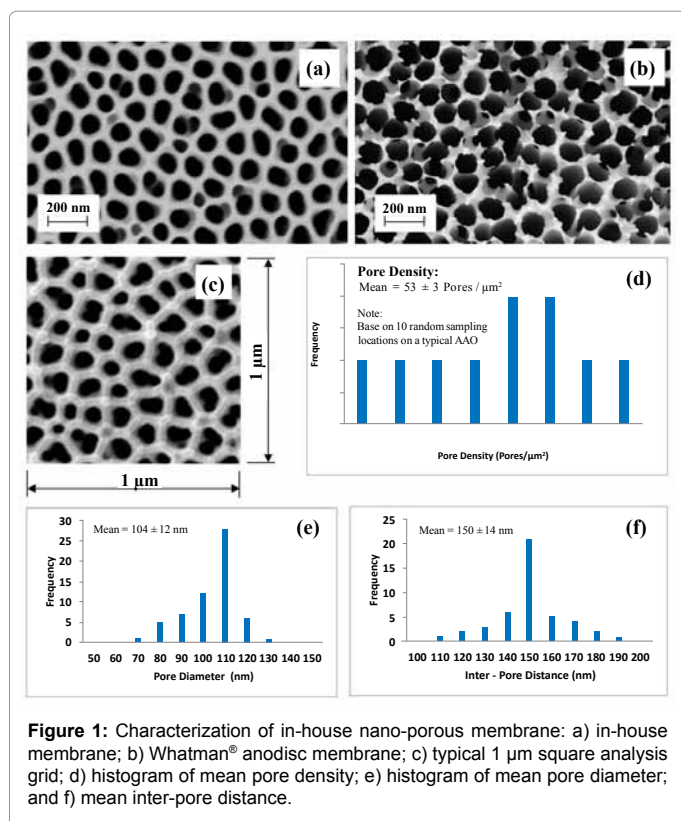 (a)
200 nm
(b)
200 nm
(c)
1 µm
1 µm
(d)
Pore Density:
Mean = 53 ± 3 Pores / µm²
Note:
Base on 10 random sampling
locations on a typical AAO
Frequency
Pore Density (Pores/µm²)
(e)
Mean = 104 ± 12 nm
Frequency
30
25
20
15
10
5
0
50 60 70 80 90 100 110 120 130 140 150
Pore Diameter (nm)
(f)
Mean = 150 ± 14 nm
Frequency
25
20
15
10
5
0
100 110 120 130 140 150 160 170 180 190 200
Inter - Pore Distance (nm)
Figure 1: Characterization of in-house nano-porous membrane: a) in-house
membrane; b) Whatman® anodisc membrane; c) typical 1 µm square analysis
grid; d) histogram of mean pore density; e) histogram of mean pore diameter;
and f) mean inter-pore distance.